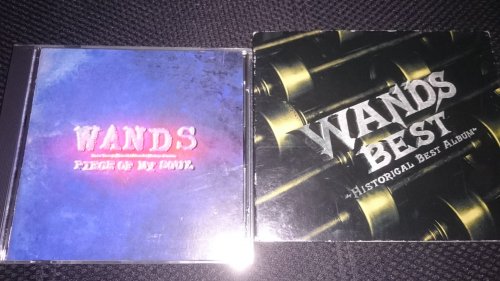 WANDS
PIECE OF MY SOUL
WANDS
BEST
~HISTORICAL BEST ALBUM~